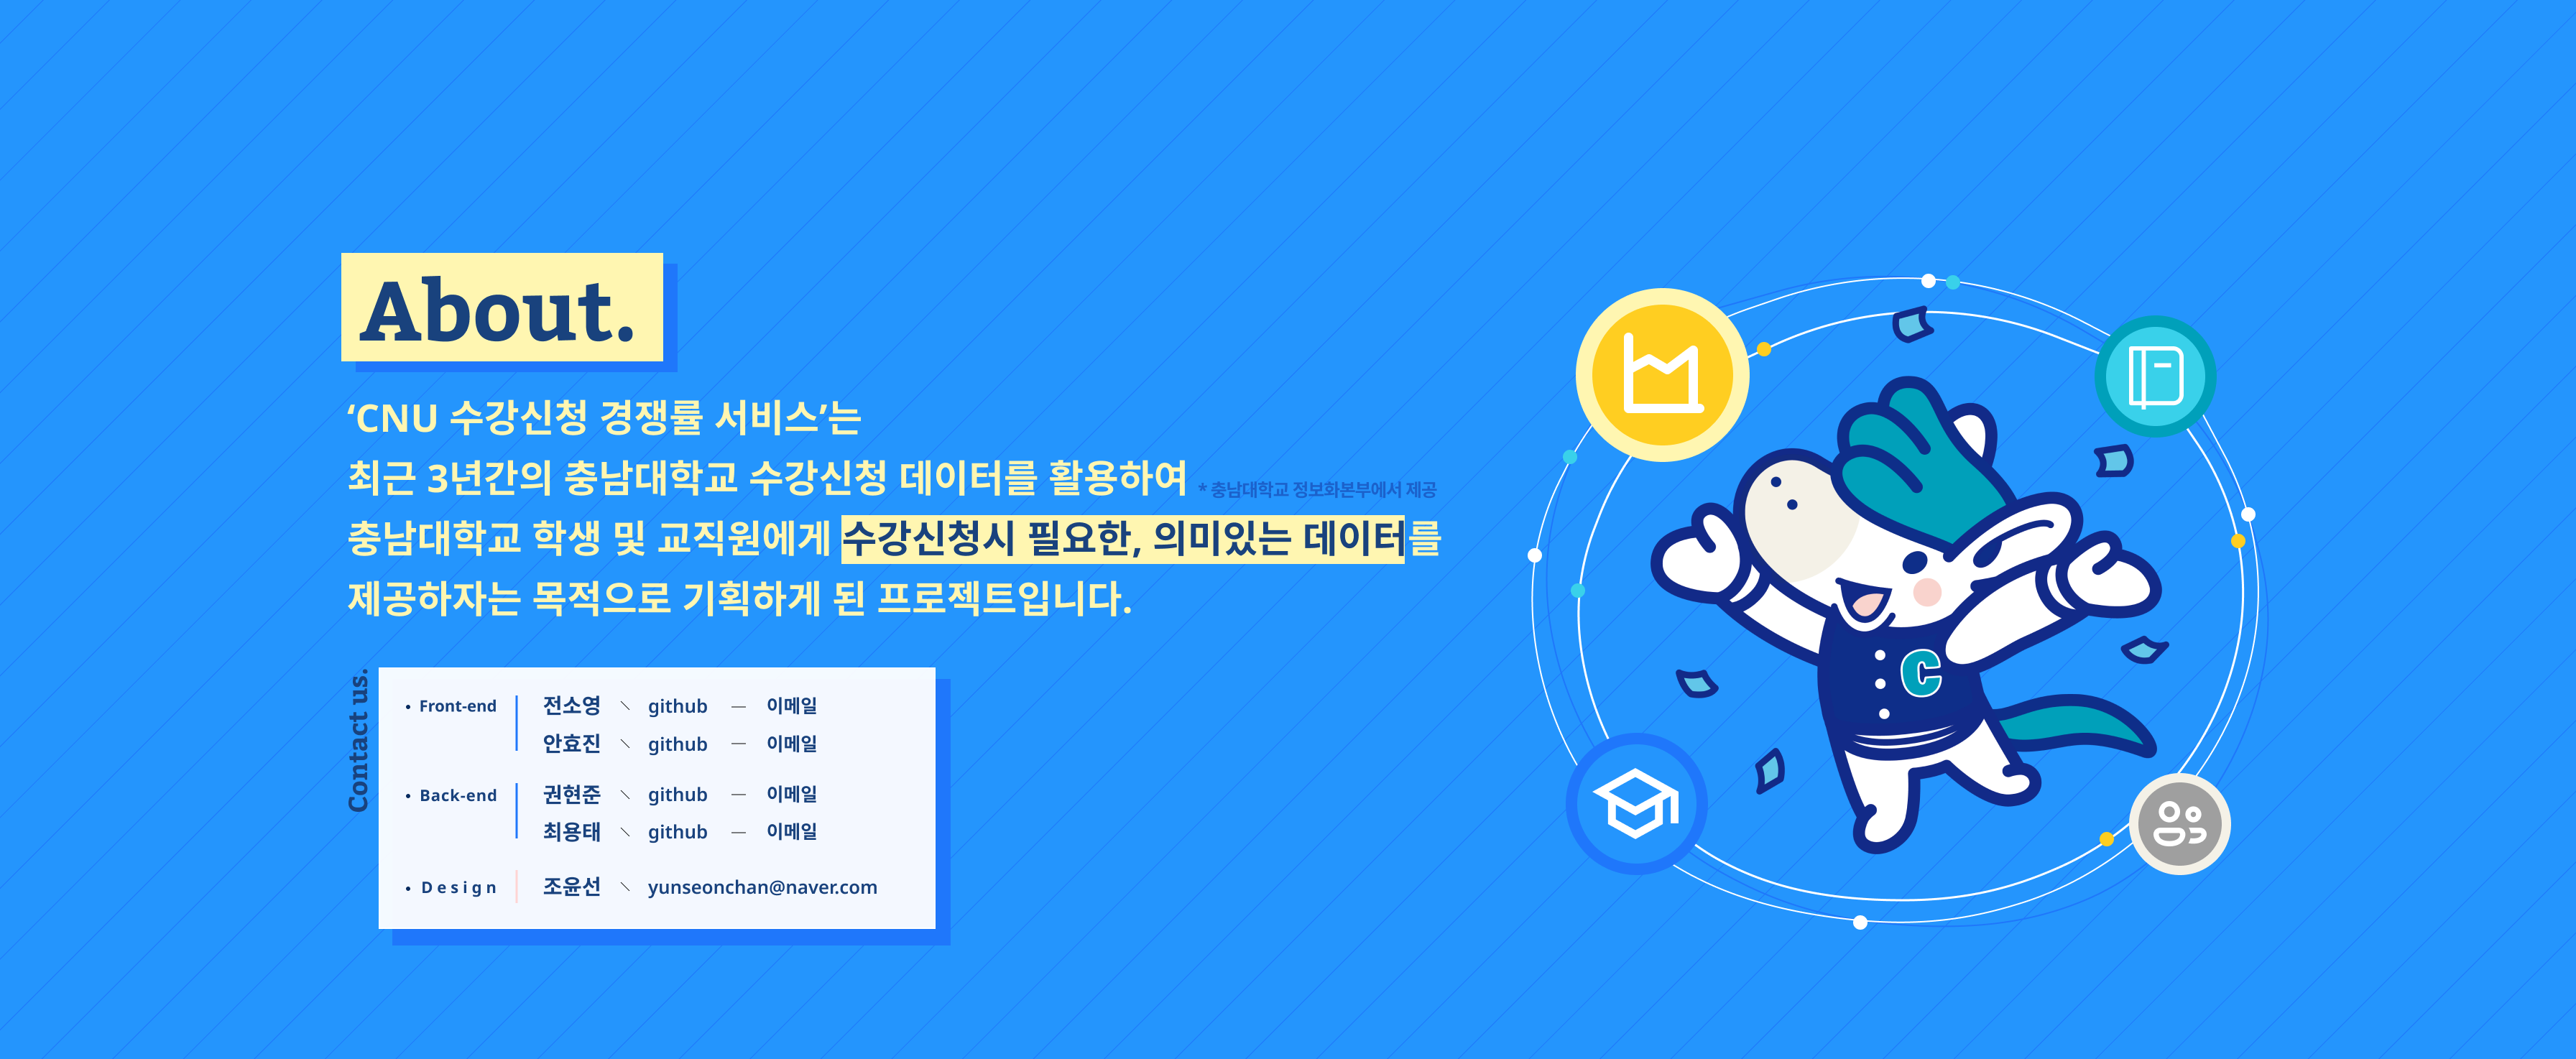 About.
‘CNU 수강신청 경쟁률 서비스’는
최근 3년간의 충남대학교 수강신청 데이터를 활용하여 * 충남대학교 정보화본부에서 제공
충남대학교 학생 및 교직원에게 수강신청시 필요한, 의미있는 데이터를
제공하자는 목적으로 기획하게 된 프로젝트입니다.
Contact us.
• Front-end 전소영 \ github — 이메일
안효진 \ github — 이메일
• Back-end 권현준 \ github — 이메일
최용태 \ github — 이메일
• Design 조윤선 \ yunseonchan@naver.com
C